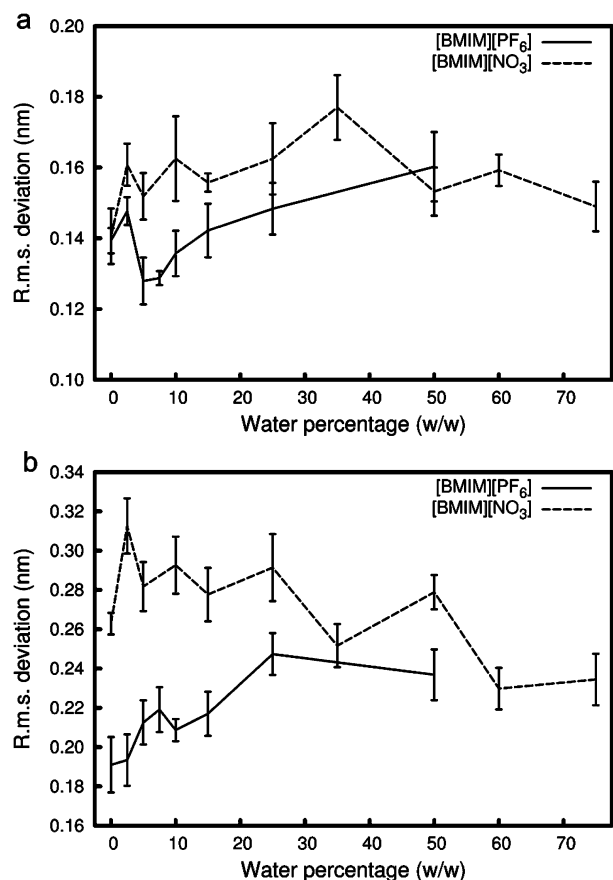 a
[BMIM][PF6]
[BMIM][NO3]
0.20
0.18
0.16
0.14
0.12
0.10
R.m.s. deviation (nm)
0 10 20 30 40 50 60 70
Water percentage (w/w)
b
[BMIM][PF6]
[BMIM][NO3]
0.34
0.32
0.30
0.28
0.26
0.24
0.22
0.20
0.18
0.16
R.m.s. deviation (nm)
0 10 20 30 40 50 60 70
Water percentage (w/w)